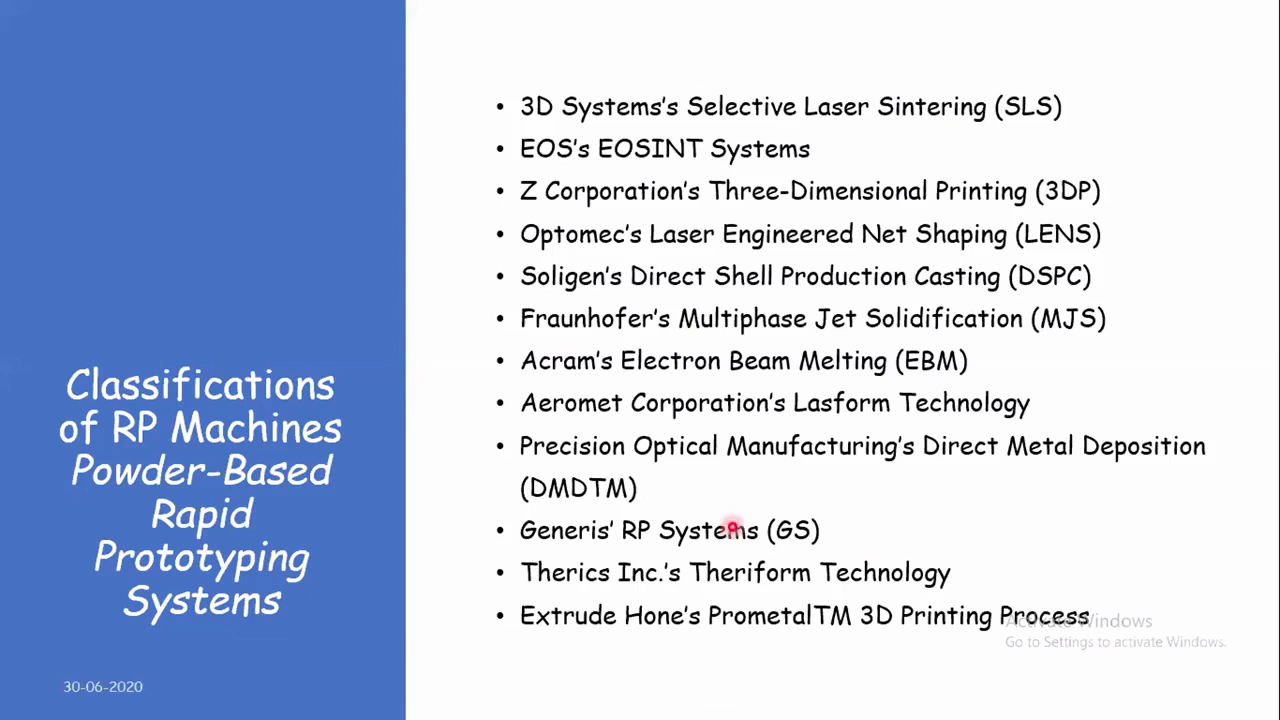 Classifications
of RP Machines
Powder-Based
Rapid
Prototyping
Systems
30-06-2020
• 3D Systems's Selective Laser Sintering (SLS)
• EOS's EOSINT Systems
• Z Corporation's Three-Dimensional Printing (3DP)
• Optomec's Laser Engineered Net Shaping (LENS)
• Soligen's Direct Shell Production Casting (DSPC)
• Fraunhofer's Multiphase Jet Solidification (MJS)
• Acram's Electron Beam Melting (EBM)
• Aeromet Corporation's Lasform Technology
• Precision Optical Manufacturing's Direct Metal Deposition
(DMDTM)
• Generis' RP Systems (GS)
• Therics Inc.'s Theriform Technology
• Extrude Hone's PrometalTM 3D Printing Process
Activate Windows
Go to Settings to activate Windows.